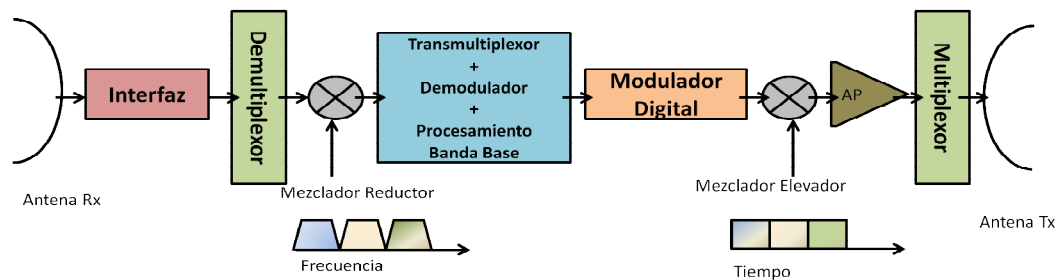 Antena Rx
Interfaz
Demultiplexor
Mezclador Reductor
Transmultiplexor
+
Demodulador
+
Procesamiento
Banda Base
Modulador
Digital
Mezclador Elevador
AP
Multiplexor
Antena Tx
Frecuencia
Tiempo